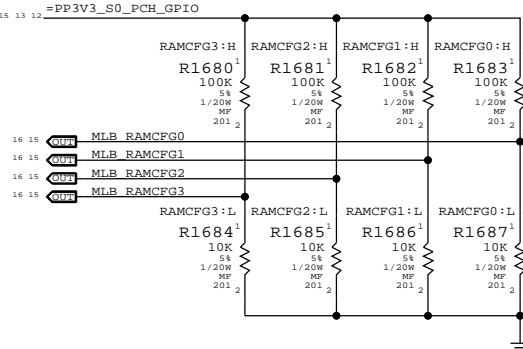 =PP3V3_S0_PCH_GPIO
15 13 12
RAMCFG3:H RAMCFG2:H RAMCFG1:H RAMCFG0:H
R1680 1 R1681 1 R1682 1 R1683 1
100K 100K 100K 100K
5% 5% 5% 5%
1/20W 1/20W 1/20W 1/20W
MF MF MF MF
201 2 201 2 201 2 201 2
16 15 OUT MLB_RAMCFG0
16 15 OUT MLB_RAMCFG1
16 15 OUT MLB_RAMCFG2
16 15 OUT MLB_RAMCFG3
RAMCFG3:L RAMCFG2:L RAMCFG1:L RAMCFG0:L
R1684 1 R1685 1 R1686 1 R1687 1
10K 10K 10K 10K
5% 5% 5% 5%
1/20W 1/20W 1/20W 1/20W
MF MF MF MF
201 2 201 2 201 2 201 2